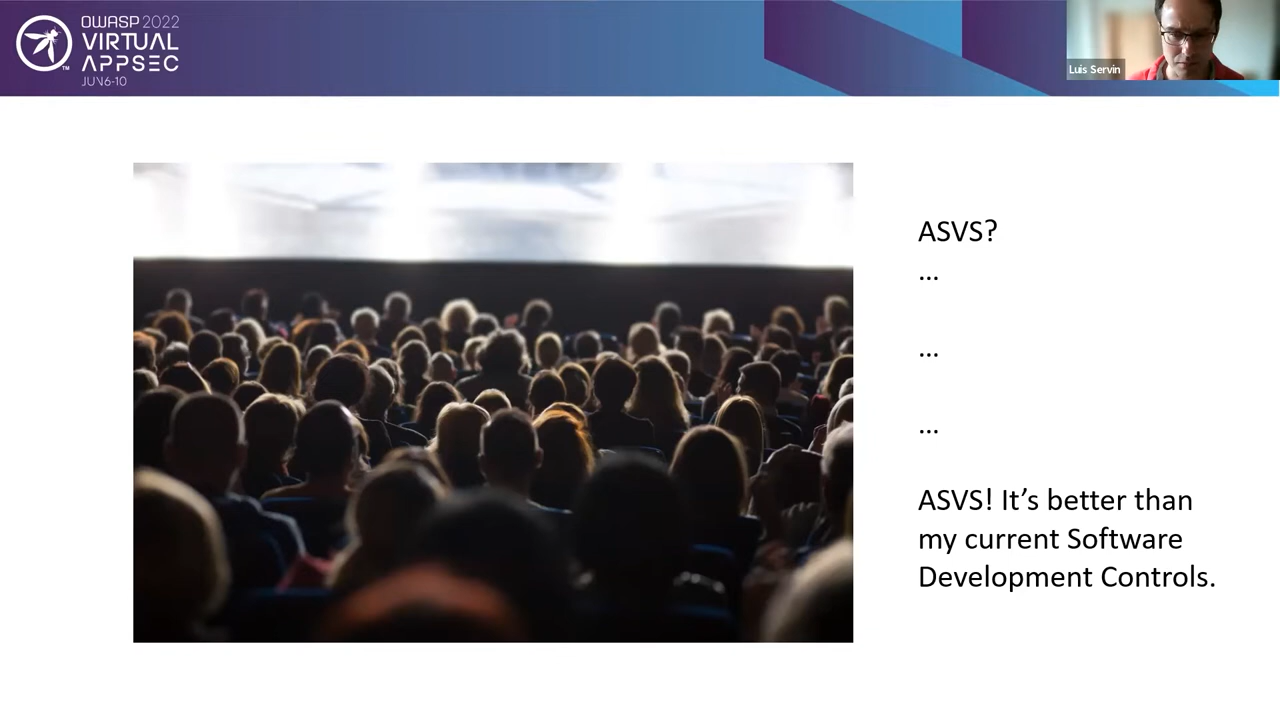 OWASP 2022
VIRTUAL
APPSEC
JUN 6-10
TM
Luis Servin
ASVS?
...
...
...
ASVS! It's better than
my current Software
Development Controls.